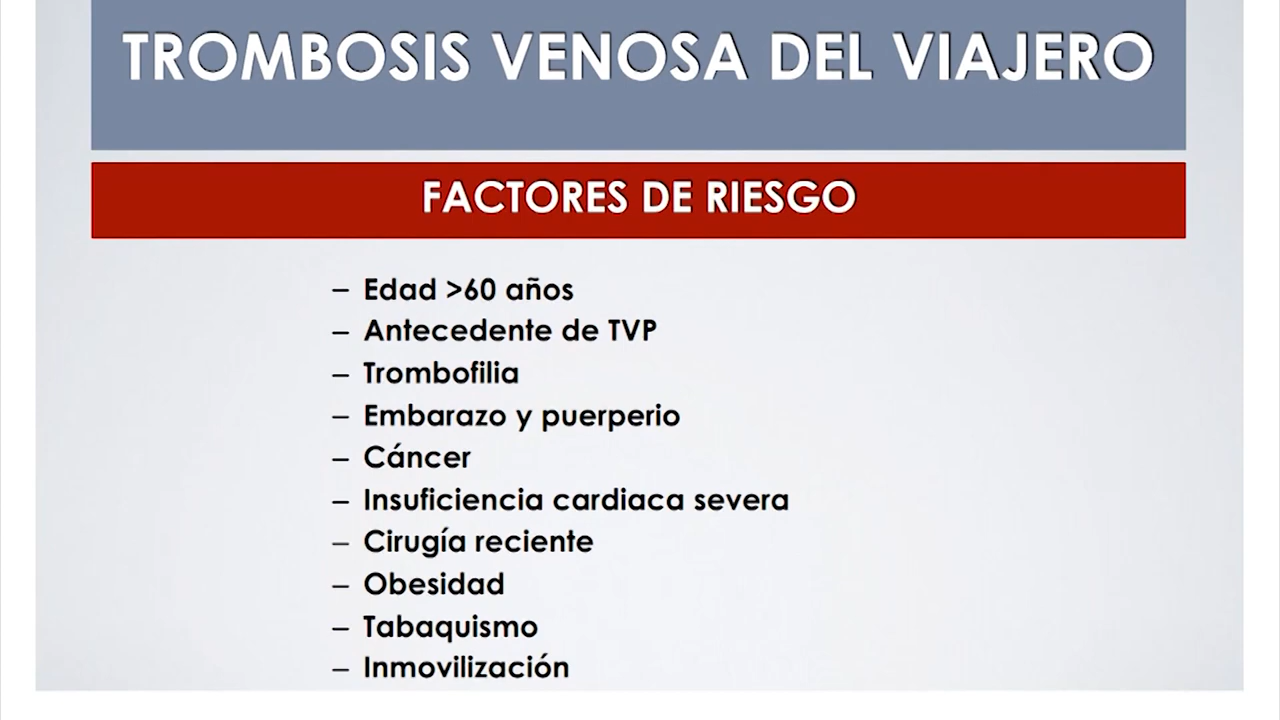 TROMBOSIS VENOSA DEL VIAJERO
FACTORES DE RIESGO
– Edad >60 años
– Antecedente de TVP
– Trombofilia
– Embarazo y puerperio
– Cáncer
– Insuficiencia cardiaca severa
– Cirugía reciente
– Obesidad
– Tabaquismo
– Inmovilización